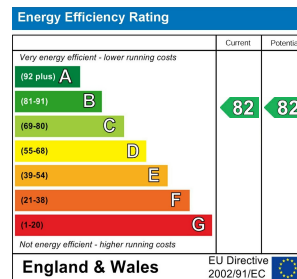 Energy Efficiency Rating
Current Potential
Very energy efficient - lower running costs
(92 plus) A
(81-91) B
82 82
(69-80) C
(55-68) D
(39-54) E
(21-38) F
(1-20) G
Not energy efficient - higher running costs
England & Wales
EU Directive
2002/91/EC